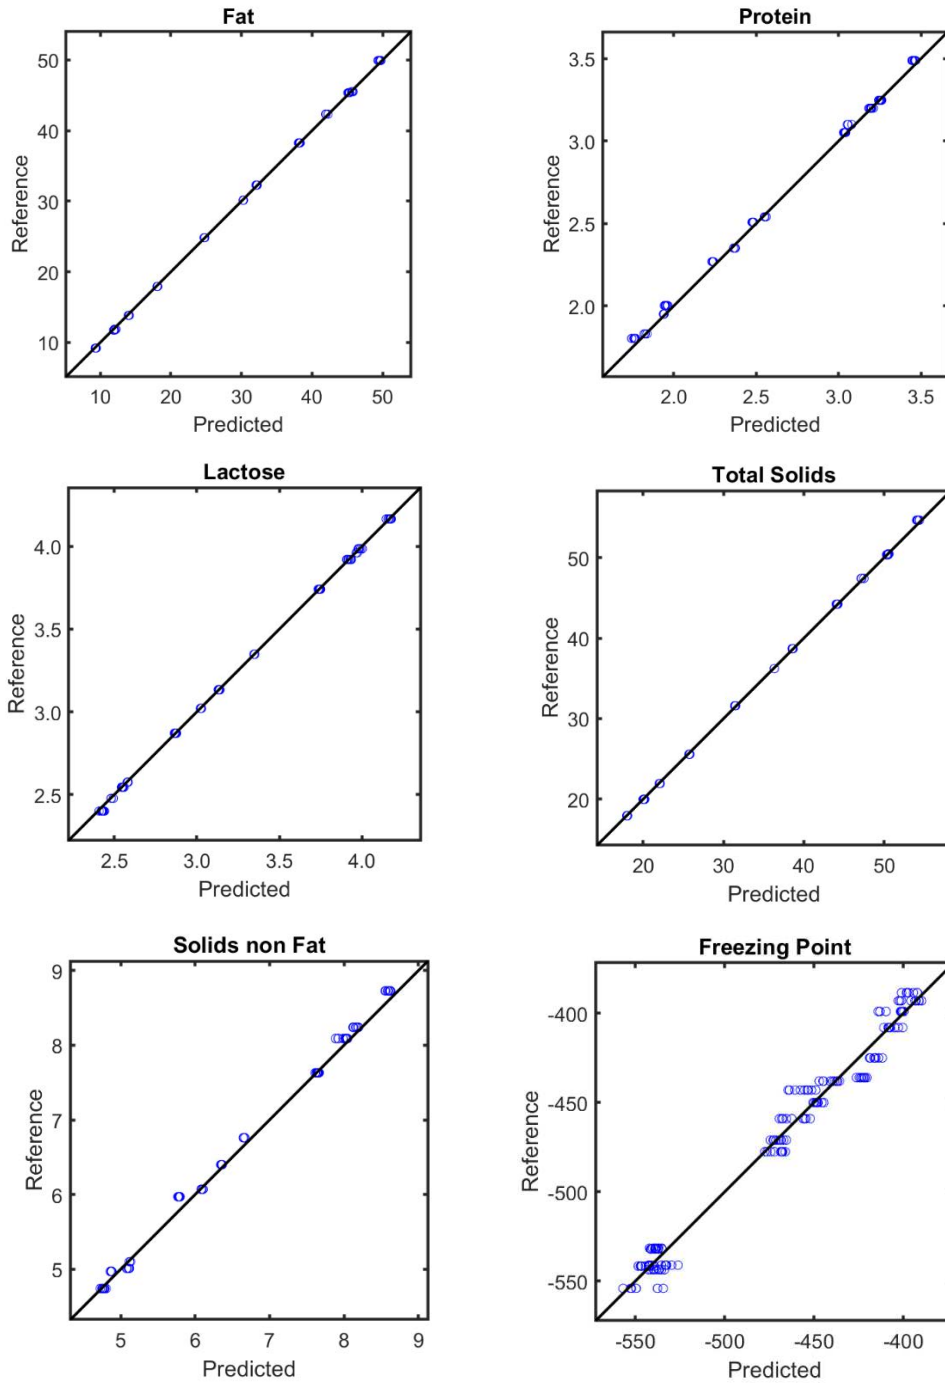 Fat
50
40
30
20
10
Reference
10 20 30 40 50
Predicted
Protein
3.5
3.0
2.5
2.0
Reference
2.0 2.5 3.0 3.5
Predicted
Lactose
4.0
3.5
3.0
2.5
Reference
2.5 3.0 3.5 4.0
Predicted
Total Solids
50
40
30
20
Reference
20 30 40 50
Predicted
Solids non Fat
9
8
7
6
5
Reference
5 6 7 8 9
Predicted
Freezing Point
-400
-450
-500
-550
Reference
-550 -500 -450 -400
Predicted